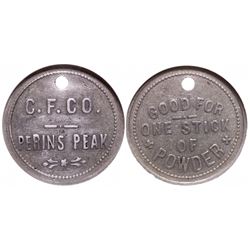 C.F.CO.
PERINS PEAK
GOOD FOR
ONE STICK
OF
POWDER